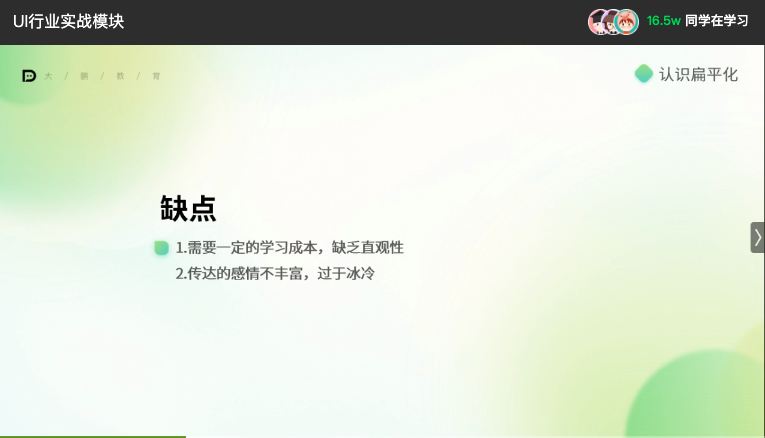 UI行业实战模块
16.5w 同学在学习
大 / 鹏 / 教 / 育
认识扁平化
缺点
1.需要一定的学习成本，缺乏直观性
2.传达的感情不丰富，过于冰冷